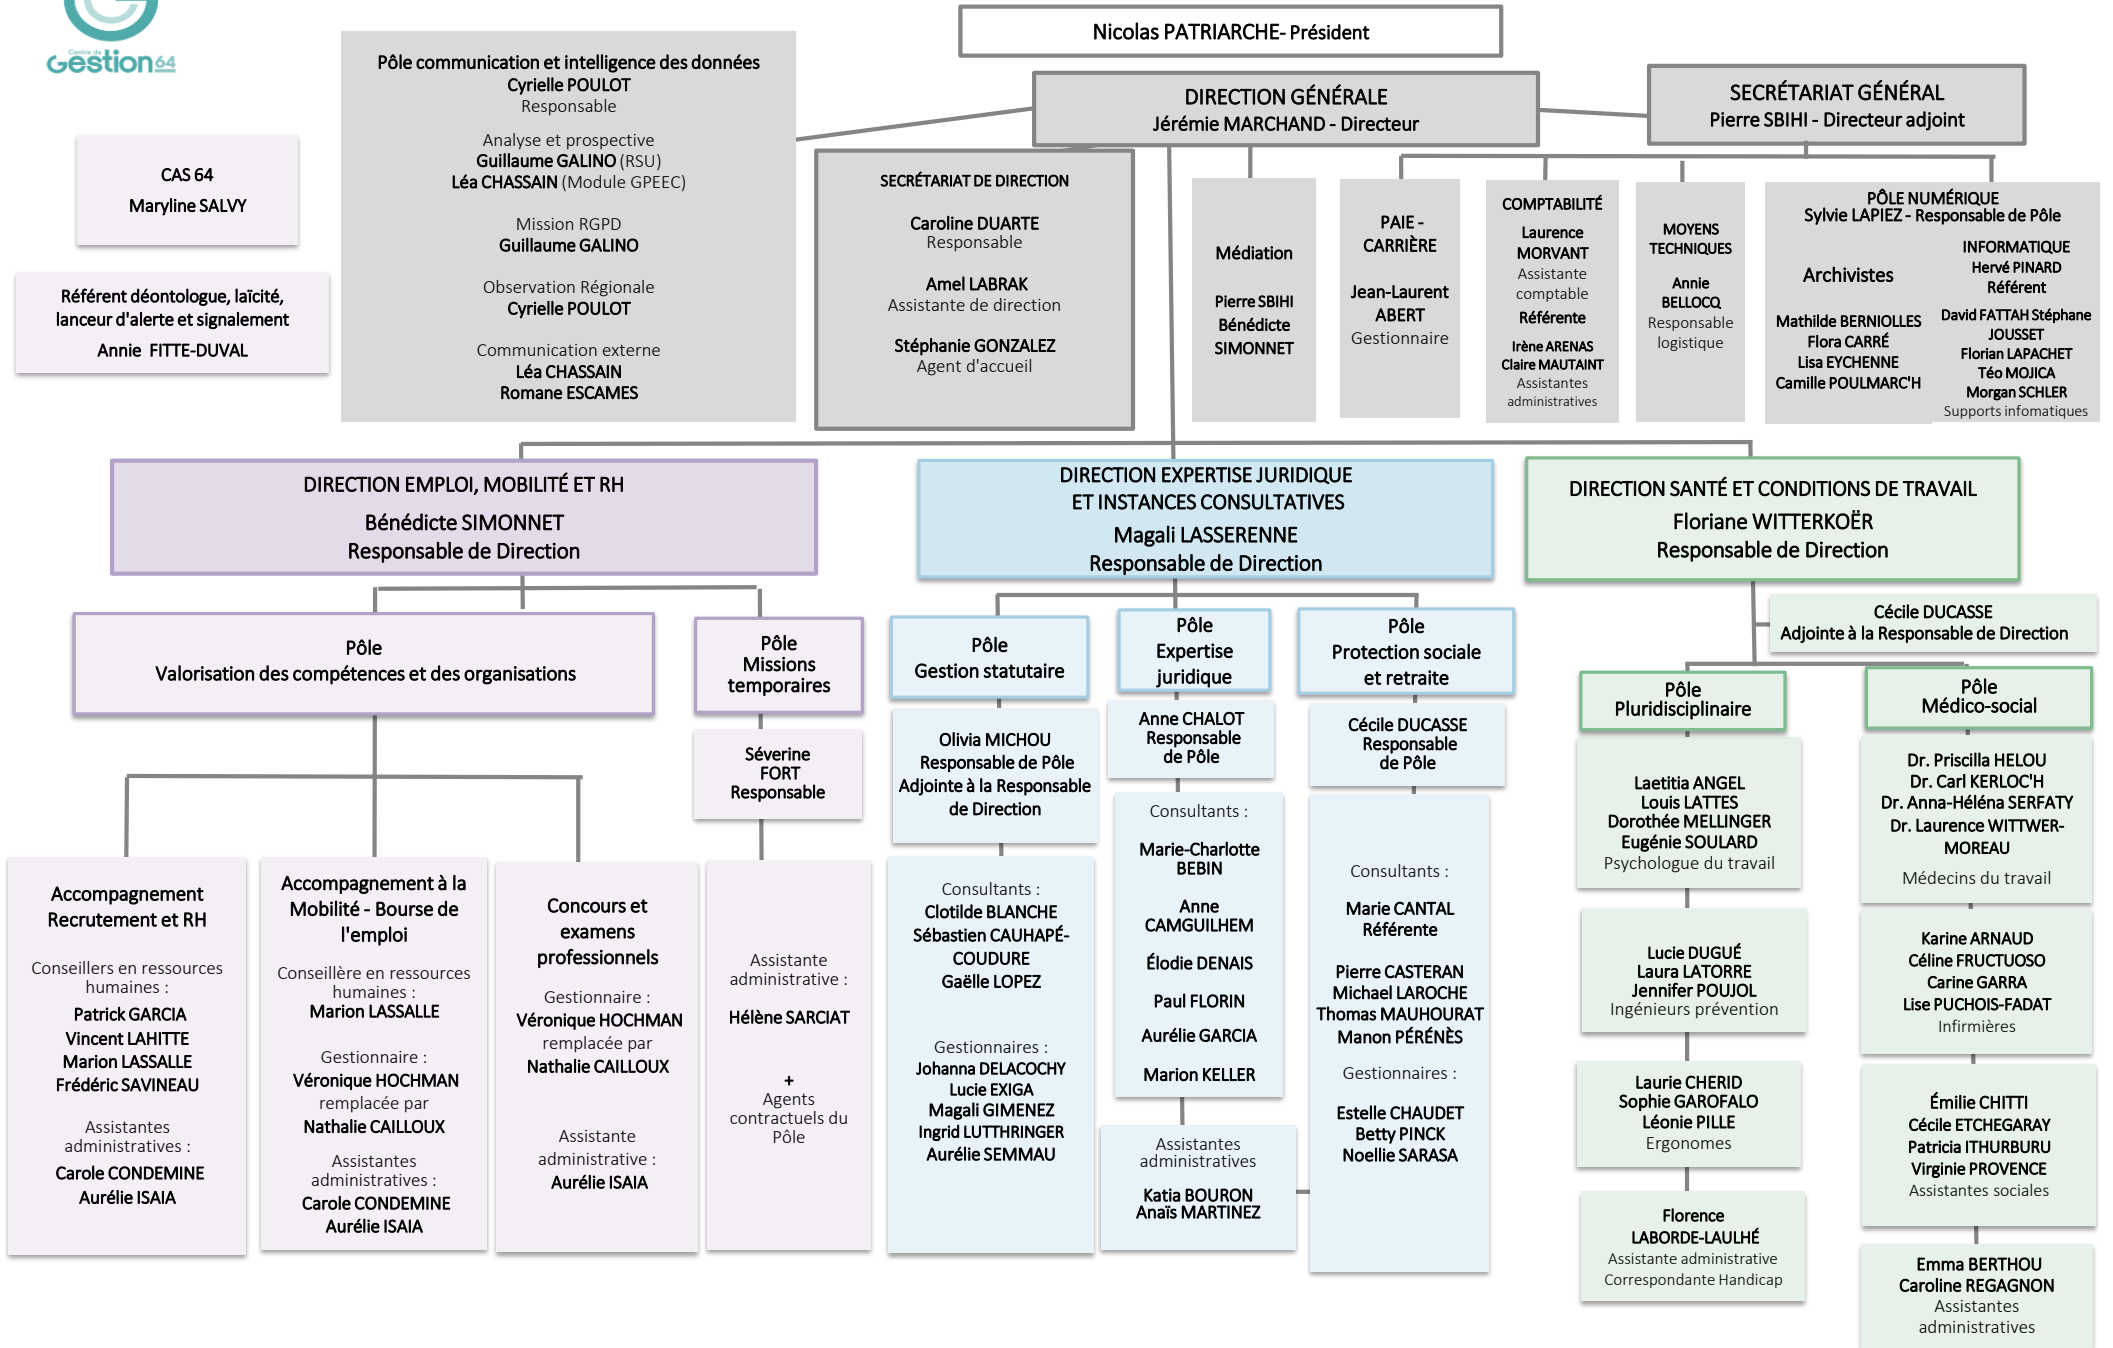 Centre de
Gestion 64
Nicolas PATRIARCHE- Président
Pôle communication et intelligence des données
Cyrielle POULOT
Responsable
Analyse et prospective
Guillaume GALINO (RSU)
Léa CHASSAIN (Module GPEEC)
Mission RGPD
Guillaume GALINO
Observation Régionale
Cyrielle POULOT
Communication externe
Léa CHASSAIN
Romane ESCAMES
DIRECTION GÉNÉRALE
Jérémie MARCHAND - Directeur
SECRÉTARIAT GÉNÉRAL
Pierre SBIHI - Directeur adjoint
CAS 64
Maryline SALVY
Référent déontologue, laïcité,
lanceur d'alerte et signalement
Annie FITTE-DUVAL
SECRÉTARIAT DE DIRECTION
Caroline DUARTE
Responsable
Amel LABRAK
Assistante de direction
Stéphanie GONZALEZ
Agent d'accueil
Médiation
Pierre SBIHI
Bénédicte
SIMONNET
PAIE -
CARRIÈRE
Jean-Laurent
ABERT
Gestionnaire
COMPTABILITÉ
Laurence
MORVANT
Assistante
comptable
Référente
Irène ARENAS
Claire MAUTAINT
Assistantes
administratives
MOYENS
TECHNIQUES
Annie
BELLOCQ
Responsable
logistique
PÔLE NUMÉRIQUE
Sylvie LAPIEZ - Responsable de Pôle
Archivistes
Mathilde BERNIOLLES
Flora CARRÉ
Lisa EYCHENNE
Camille POULMARC'H
INFORMATIQUE
Hervé PINARD
Référent
David FATTAH Stéphane
JOUSSET
Florian LAPACHET
Téo MOJICA
Morgan SCHLER
Supports infomatiques
DIRECTION EMPLOI, MOBILITÉ ET RH
Bénédicte SIMONNET
Responsable de Direction
Pôle
Valorisation des compétences et des organisations
Pôle
Missions
temporaires
Séverine
FORT
Responsable
Accompagnement
Recrutement et RH
Conseillers en ressources
humaines :
Patrick GARCIA
Vincent LAHITTE
Marion LASSALLE
Frédéric SAVINEAU
Assistantes
administratives :
Carole CONDEMINE
Aurélie ISAIA
Accompagnement à la
Mobilité - Bourse de
l'emploi
Conseillère en ressources
humaines :
Marion LASSALLE
Gestionnaire :
Véronique HOCHMAN
remplacée par
Nathalie CAILLOUX
Assistantes
administratives :
Carole CONDEMINE
Aurélie ISAIA
Concours et
examens
professionnels
Gestionnaire :
Véronique HOCHMAN
remplacée par
Nathalie CAILLOUX
Assistante
administrative :
Aurélie ISAIA
Assistante
administrative :
Hélène SARCIAT
+
Agents
contractuels du
Pôle
DIRECTION EXPERTISE JURIDIQUE
ET INSTANCES CONSULTATIVES
Magali LASSERENNE
Responsable de Direction
Pôle
Gestion statutaire
Olivia MICHOU
Responsable de Pôle
Adjointe à la Responsable
de Direction
Consultants :
Clotilde BLANCHE
Sébastien CAUHAPÉ-
COUDURE
Gaëlle LOPEZ
Gestionnaires :
Johanna DELACOCHY
Lucie EXIGA
Magali GIMENEZ
Ingrid LUTTHRINGER
Aurélie SEMMAU
Pôle
Expertise
juridique
Anne CHALOT
Responsable
de Pôle
Consultants :
Marie-Charlotte
BEBIN
Anne
CAMGUILHEM
Élodie DENAIS
Paul FLORIN
Aurélie GARCIA
Marion KELLER
Assistantes
administratives
Katia BOURON
Anaïs MARTINEZ
Pôle
Protection sociale
et retraite
Cécile DUCASSE
Responsable
de Pôle
Consultants :
Marie CANTAL
Référente
Pierre CASTERAN
Michael LAROCHE
Thomas MAUHOURAT
Manon PÉRÉNÈS
Gestionnaires :
Estelle CHAUDET
Betty PINCK
Noellie SARASA
DIRECTION SANTÉ ET CONDITIONS DE TRAVAIL
Floriane WITTERKOËR
Responsable de Direction
Cécile DUCASSE
Adjointe à la Responsable de Direction
Pôle
Pluridisciplinaire
Laetitia ANGEL
Louis LATTES
Dorothée MELLINGER
Eugénie SOULARD
Psychologue du travail
Lucie DUGUÉ
Laura LATORRE
Jennifer POUJOL
Ingénieurs prévention
Laurie CHERID
Sophie GAROFALO
Léonie PILLE
Ergonomes
Florence
LABORDE-LAULHÉ
Assistante administrative
Correspondante Handicap
Pôle
Médico-social
Dr. Priscilla HELOU
Dr. Carl KERLOC'H
Dr. Anna-Héléna SERFATY
Dr. Laurence WITTWER-
MOREAU
Médecins du travail
Karine ARNAUD
Céline FRUCTUOSO
Carine GARRA
Lise PUCHOIS-FADAT
Infirmières
Émilie CHITTI
Cécile ETCHEGARAY
Patricia ITHURBURU
Virginie PROVENCE
Assistantes sociales
Emma BERTHOU
Caroline REGAGNON
Assistantes
administratives